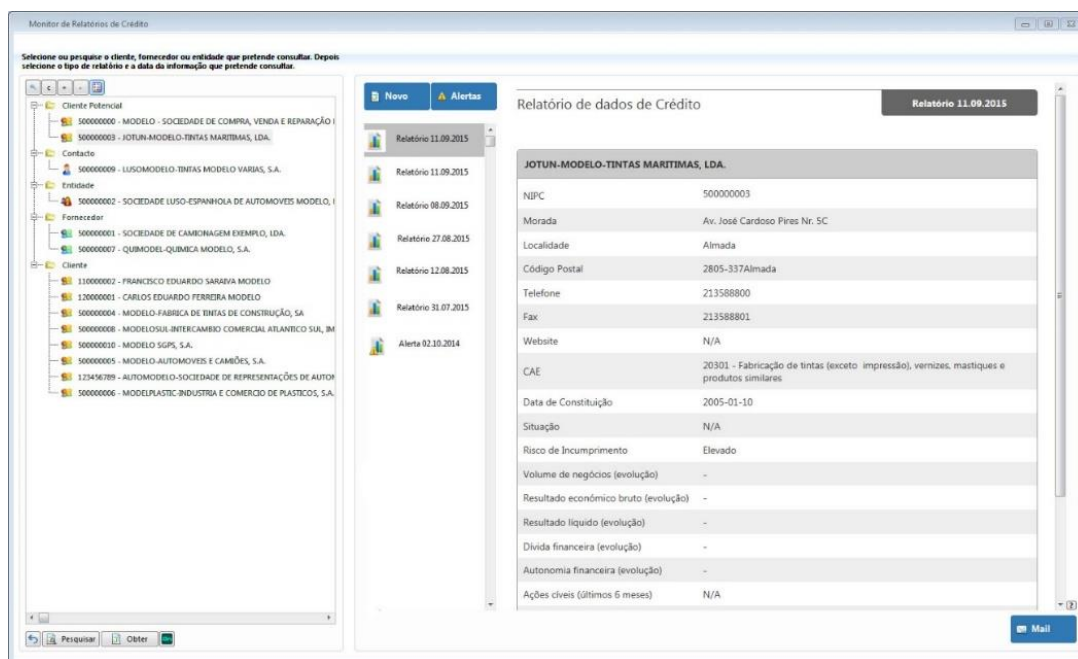 Monitor de Relatórios de Crédito
Selecione ou pesquise o cliente, fornecedor ou entidade que pretende consultar. Depois
selecione o tipo de relatório e a data da informação que pretende consultar.
Cliente Potencial
500000000 - MODELO - SOCIEDADE DE COMPRA, VENDA E REPARAÇÃO
500000003 - JOTUN-MODELO-TINTAS MARITIMAS, LDA.
Contacto
500000009 - LUSOMODELO-TINTAS MODELO VARIAS, S.A.
Entidade
500000002 - SOCIEDADE LUSO-ESPANHOLA DE AUTOMOVEIS MODELO,
Fornecedor
500000001 - SOCIEDADE DE CAMIONAGEM EXEMPLO, LDA.
500000007 - QUIMODEL-QUIMICA MODELO, S.A.
Cliente
110000002 - FRANCISCO EDUARDO SARAIVA MODELO
120000001 - CARLOS EDUARDO FERREIRA MODELO
500000004 - MODELO-FABRICA DE TINTAS DE CONSTRUÇÃO, SA
500000008 - MODELOSUL-INTERCAMBIO COMERCIAL ATLANTICO SUL, IM
500000010 - MODELO SGPS, S.A.
500000005 - MODELO-AUTOMOVEIS E CAMIÕES, S.A.
123456789 - AUTOMODELO-SOCIEDADE DE REPRESENTAÇÕES DE AUTOM
500000006 - MODELPLASTIC-INDUSTRIA E COMERCIO DE PLASTICOS, S.A.
Pesquisar
Obter
Novo
Alertas
Relatório 11.09.2015
Relatório 11.09.2015
Relatório 08.09.2015
Relatório 27.08.2015
Relatório 12.08.2015
Relatório 31.07.2015
Alerta 02.10.2014
Relatório de dados de Crédito
Relatório 11.09.2015
JOTUN-MODELO-TINTAS MARITIMAS, LDA.
NIPC 500000003
Morada Av. José Cardoso Pires Nr. 5C
Localidade Almada
Código Postal 2805-337Almada
Telefone 213588800
Fax 213588801
Website N/A
CAE 20301 - Fabricação de tintas (exceto impressão), vernizes, mastiques e
produtos similares
Data de Constituição 2005-01-10
Situação N/A
Risco de Incumprimento Elevado
Volume de negócios (evolução) -
Resultado económico bruto (evolução) -
Resultado líquido (evolução) -
Dívida financeira (evolução) -
Autonomia financeira (evolução) -
Ações cíveis (últimos 6 meses) N/A
Mail